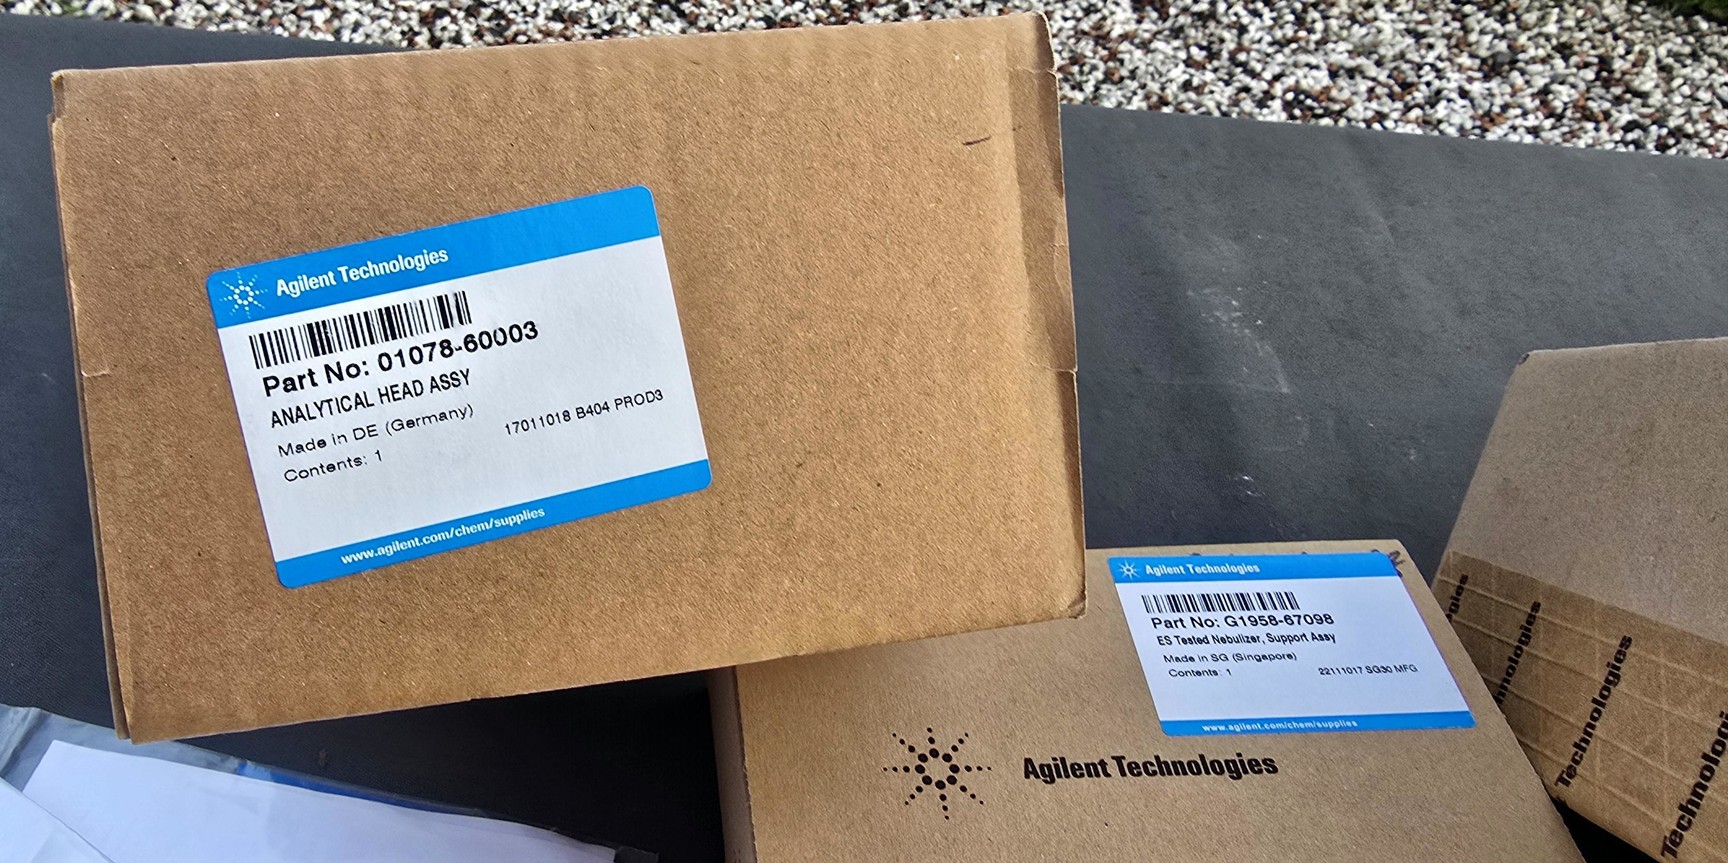 Agilent Technologies
Part No: 01078-60003
ANALYTICAL HEAD ASSY
Made in DE (Germany)
17011018 B404 PROD3
Contents: 1
www.agilent.com/chem/supplies
Agilent Technologies
Part No: G1958-67098
ES Tested Nebulizer, Support Assy
Made in SG (Singapore)
Contents: 1
22111017 SG30 MFG
www.agilent.com/chem/supplies
Agilent Technologies
Technologies